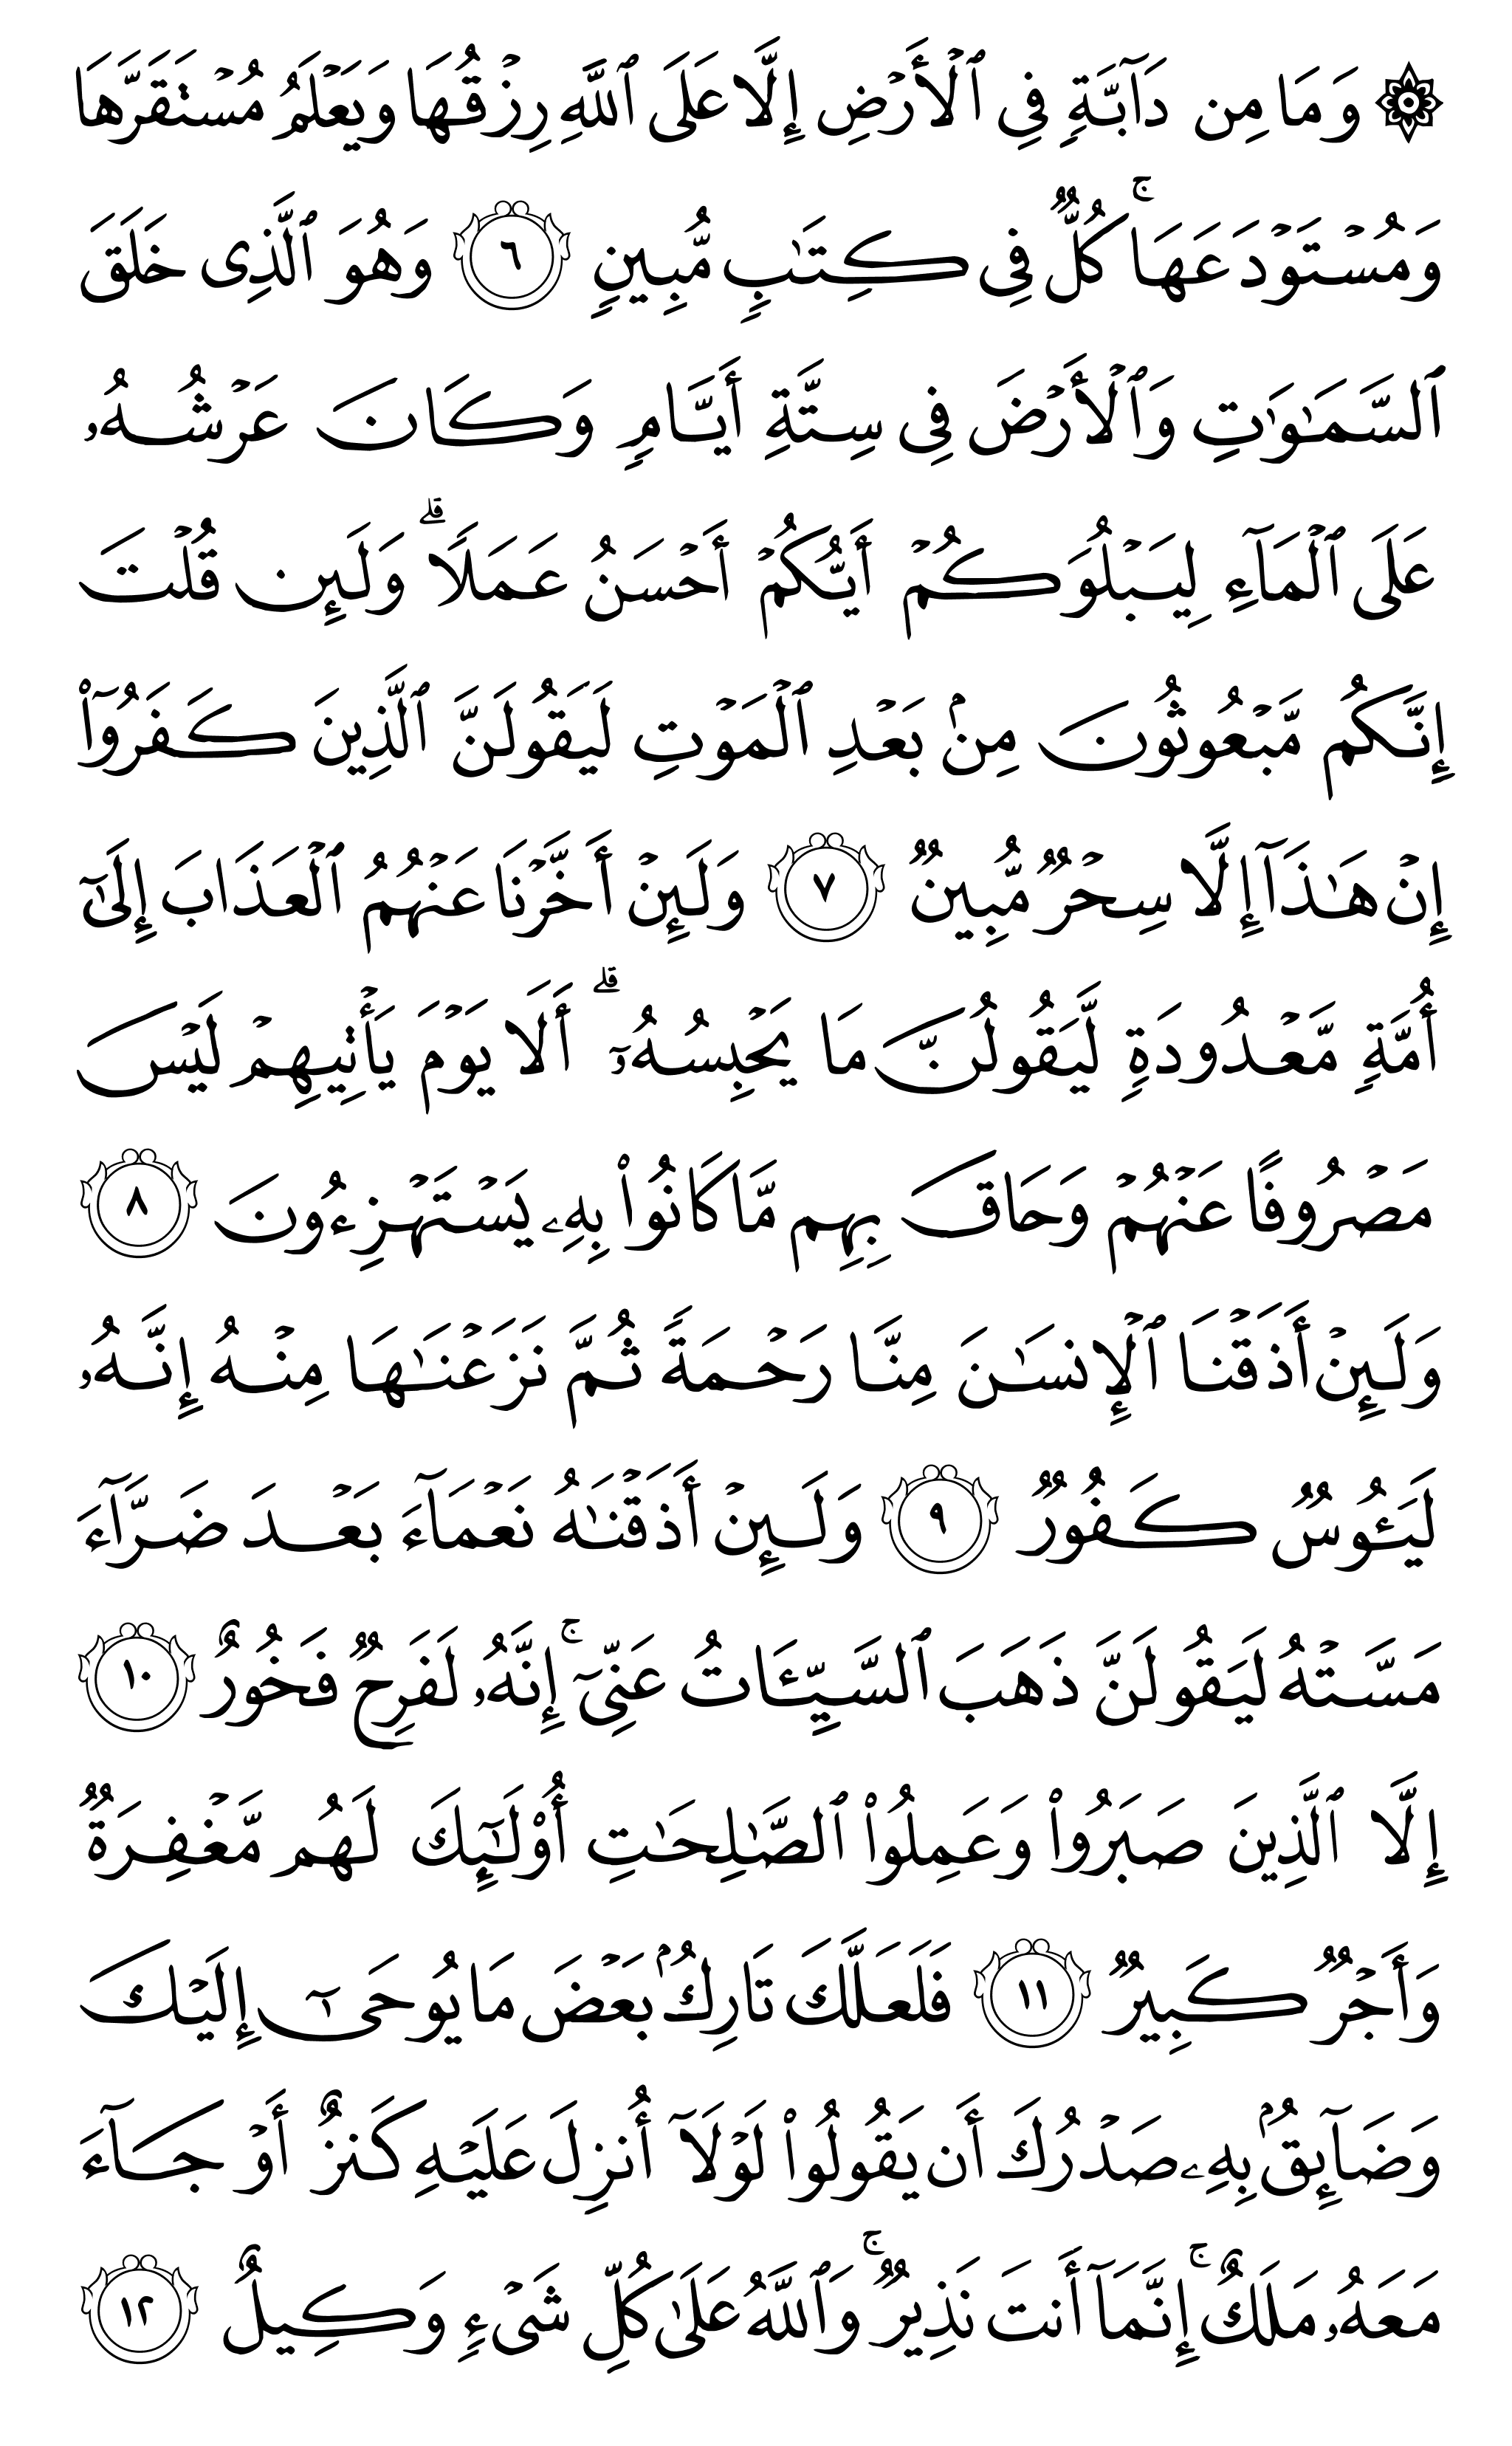 ۞ وَمَا مِن دَآبَّةٍ فِي ٱلْأَرْضِ إِلَّا عَلَى ٱللَّهِ رِزْقُهَا وَيَعْلَمُ مُسْتَقَرَّهَا
وَمُسْتَوْدَعَهَاۚ كُلٌّ فِي كِتَٰبٍ مُّبِينٍ ٦ وَهُوَ ٱلَّذِى خَلَقَ
ٱلسَّمَٰوَٰتِ وَٱلْأَرْضَ فِي سِتَّةِ أَيَّامٍ وَكَانَ عَرْشُهُۥ
عَلَى ٱلْمَآءِ لِيَبْلُوَكُمْ أَيُّكُمْ أَحْسَنُ عَمَلًاۗ وَلَئِن قُلْتَ
إِنَّكُم مَّبْعُوثُونَ مِنۢ بَعْدِ ٱلْمَوْتِ لَيَقُولَنَّ ٱلَّذِينَ كَفَرُوٓا۟
إِنْ هَٰذَآ إِلَّا سِحْرٌ مُّبِينٌ ٧ وَلَئِنْ أَخَّرْنَا عَنْهُمُ ٱلْعَذَابَ إِلَىٰٓ
أُمَّةٍ مَّعْدُودَةٍ لَّيَقُولُنَّ مَا يَحْبِسُهُۥٓۗ أَلَا يَوْمَ يَأْتِيهِمْ لَيْسَ
مَصْرُوفًا عَنْهُمْ وَحَاقَ بِهِم مَّا كَانُوا۟ بِهِۦ يَسْتَهْزِءُونَ ٨
وَلَئِنْ أَذَقْنَا ٱلْإِنسَٰنَ مِنَّا رَحْمَةً ثُمَّ نَزَعْنَٰهَا مِنْهُ إِنَّهُۥ
لَيَـُٔوسٌ كَفُورٌ ٩ وَلَئِنْ أَذَقْنَٰهُ نَعْمَآءَ بَعْدَ ضَرَّآءَ
مَسَّتْهُ لَيَقُولَنَّ ذَهَبَ ٱلسَّيِّـَٔاتُ عَنِّىٓۚ إِنَّهُۥ لَفَرِحٌ فَخُورٌ ١٠
إِلَّا ٱلَّذِينَ صَبَرُوا۟ وَعَمِلُوا۟ ٱلصَّٰلِحَٰتِ أُو۟لَٰٓئِكَ لَهُم مَّغْفِرَةٌ
وَأَجْرٌ كَبِيرٌ ١١ فَلَعَلَّكَ تَارِكُۢ بَعْضَ مَا يُوحَىٰٓ إِلَيْكَ
وَضَآئِقُۢ بِهِۦ صَدْرُكَ أَن يَقُولُوا۟ لَوْلَآ أُنزِلَ عَلَيْهِ كَنزٌ أَوْ جَآءَ
مَعَهُۥ مَلَكٌۚ إِنَّمَآ أَنتَ نَذِيرٌۚ وَٱللَّهُ عَلَىٰ كُلِّ شَىْءٍ وَكِيلٌ ١٢